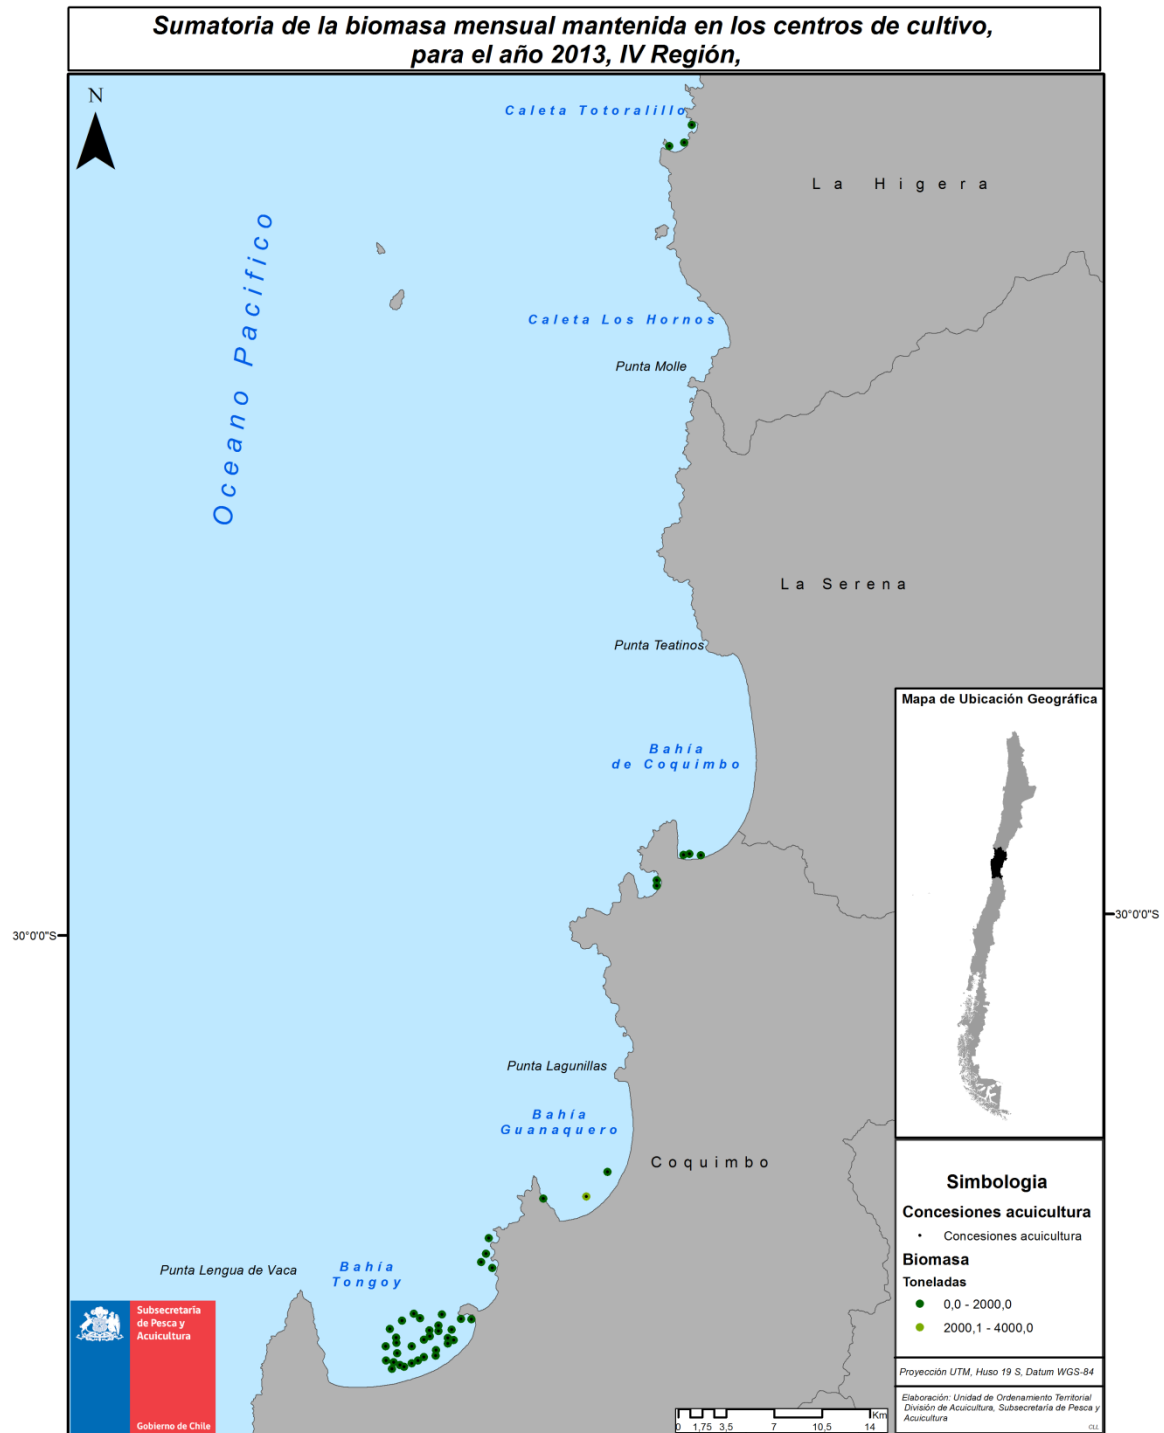 Sumatoria de la biomasa mensual mantenida en los centros de cultivo,
para el año 2013, IV Región,
N
Caleta Totoralillo
La Higera
Oceano Pacifico
Caleta Los Hornos
Punta Molle
La Serena
Punta Teatinos
Mapa de Ubicación Geográfica
Bahía
de Coquimbo
30°0'0"S
30°0'0"S
Punta Lagunillas
Bahía
Guanaquero
Coquimbo
Punta Lengua de Vaca
Bahía
Tongoy
Simbologia
Concesiones acuicultura
Concesiones acuicultura
Biomasa
Toneladas
0,0 - 2000,0
2000,1 - 4000,0
Subsecretaría
de Pesca y
Acuicultura
Gobierno de Chile
Km
0 1,75 3,5 7 10,5 14
Proyección UTM, Huso 19 S, Datum WGS-84
Elaboración: Unidad de Ordenamiento Territorial
División de Acuicultura, Subsecretaría de Pesca y
Acuicultura